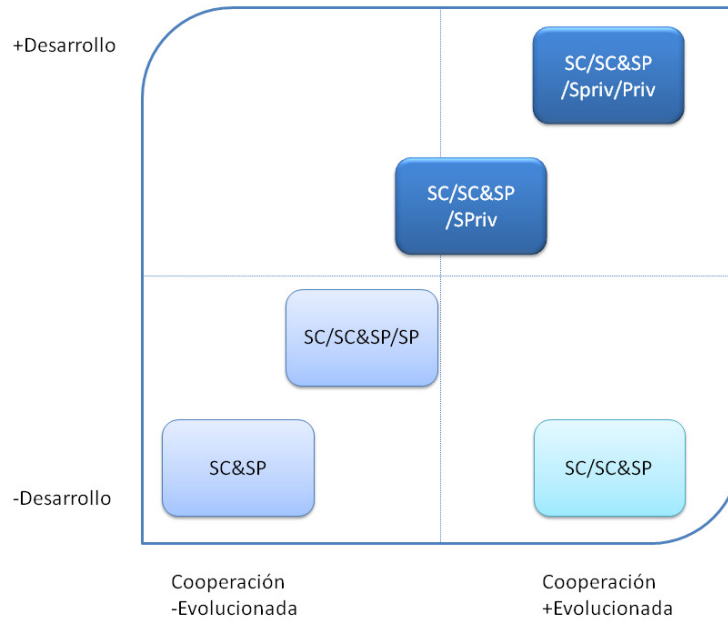 +Desarrollo
SC/SC&SP
/Spriv/Priv
SC/SC&SP
/SPriv
SC/SC&SP/SP
SC&SP
SC/SC&SP
-Desarrollo
Cooperación
-Evolucionada
Cooperación
+Evolucionada